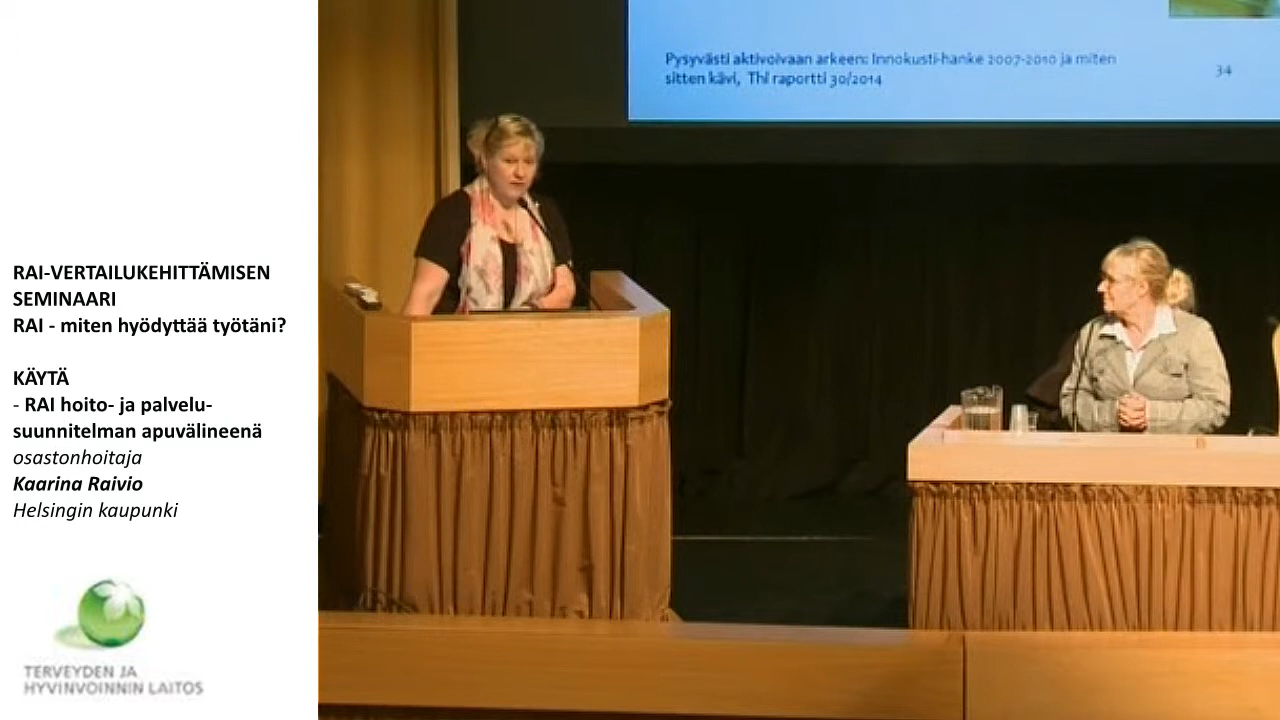 RAI-VERTAILUKEHITTÄMISEN
SEMINAARI
RAI - miten hyödyttää työtäni?
KÄYTÄ
- RAI hoito- ja palvelu-
suunnitelman apuvälineenä
osastonhoitaja
Kaarina Raivio
Helsingin kaupunki
TERVEYDEN JA
HYVINVOINNIN LAITOS
Pysyvästi aktivoivaan arkeen: Innokusti-hanke 2007-2010 ja miten
sitten kävi, Thl raportti 30/2014
34